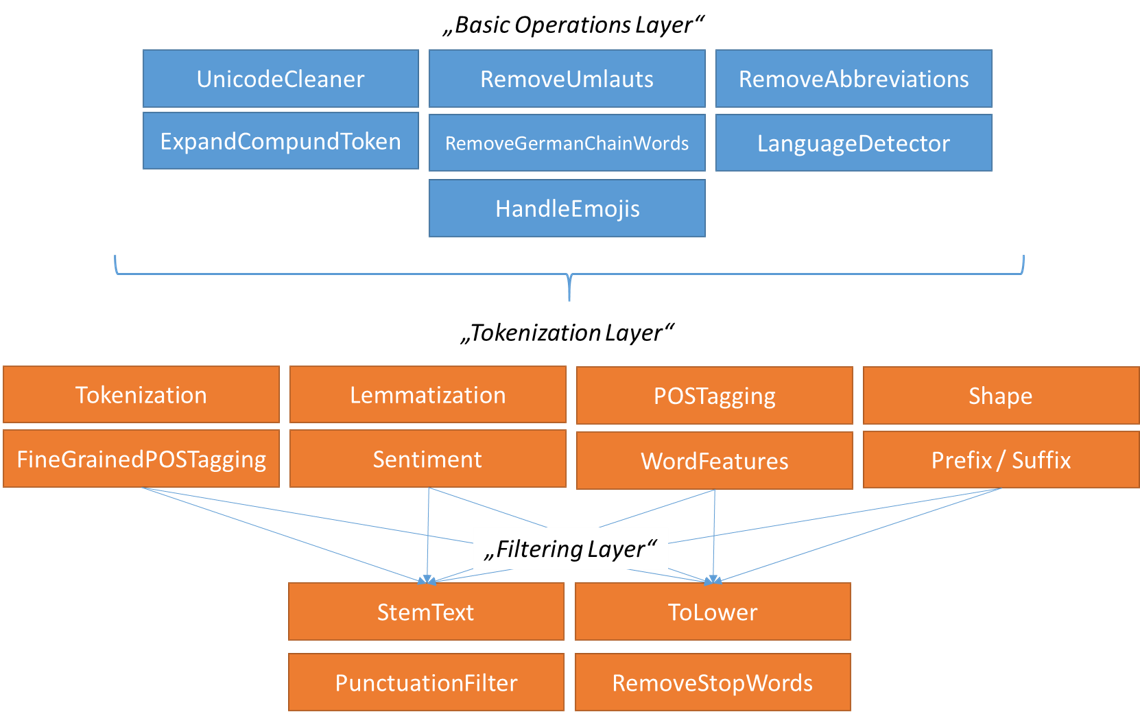 „Basic Operations Layer“
UnicodeCleaner
RemoveUmlauts
RemoveAbbreviations
ExpandCompundToken
RemoveGermanChainWords
LanguageDetector
HandleEmojis
„Tokenization Layer“
Tokenization
Lemmatization
POSTagging
Shape
FineGrainedPOSTagging
Sentiment
WordFeatures
Prefix / Suffix
„Filtering Layer“
StemText
ToLower
PunctuationFilter
RemoveStopWords